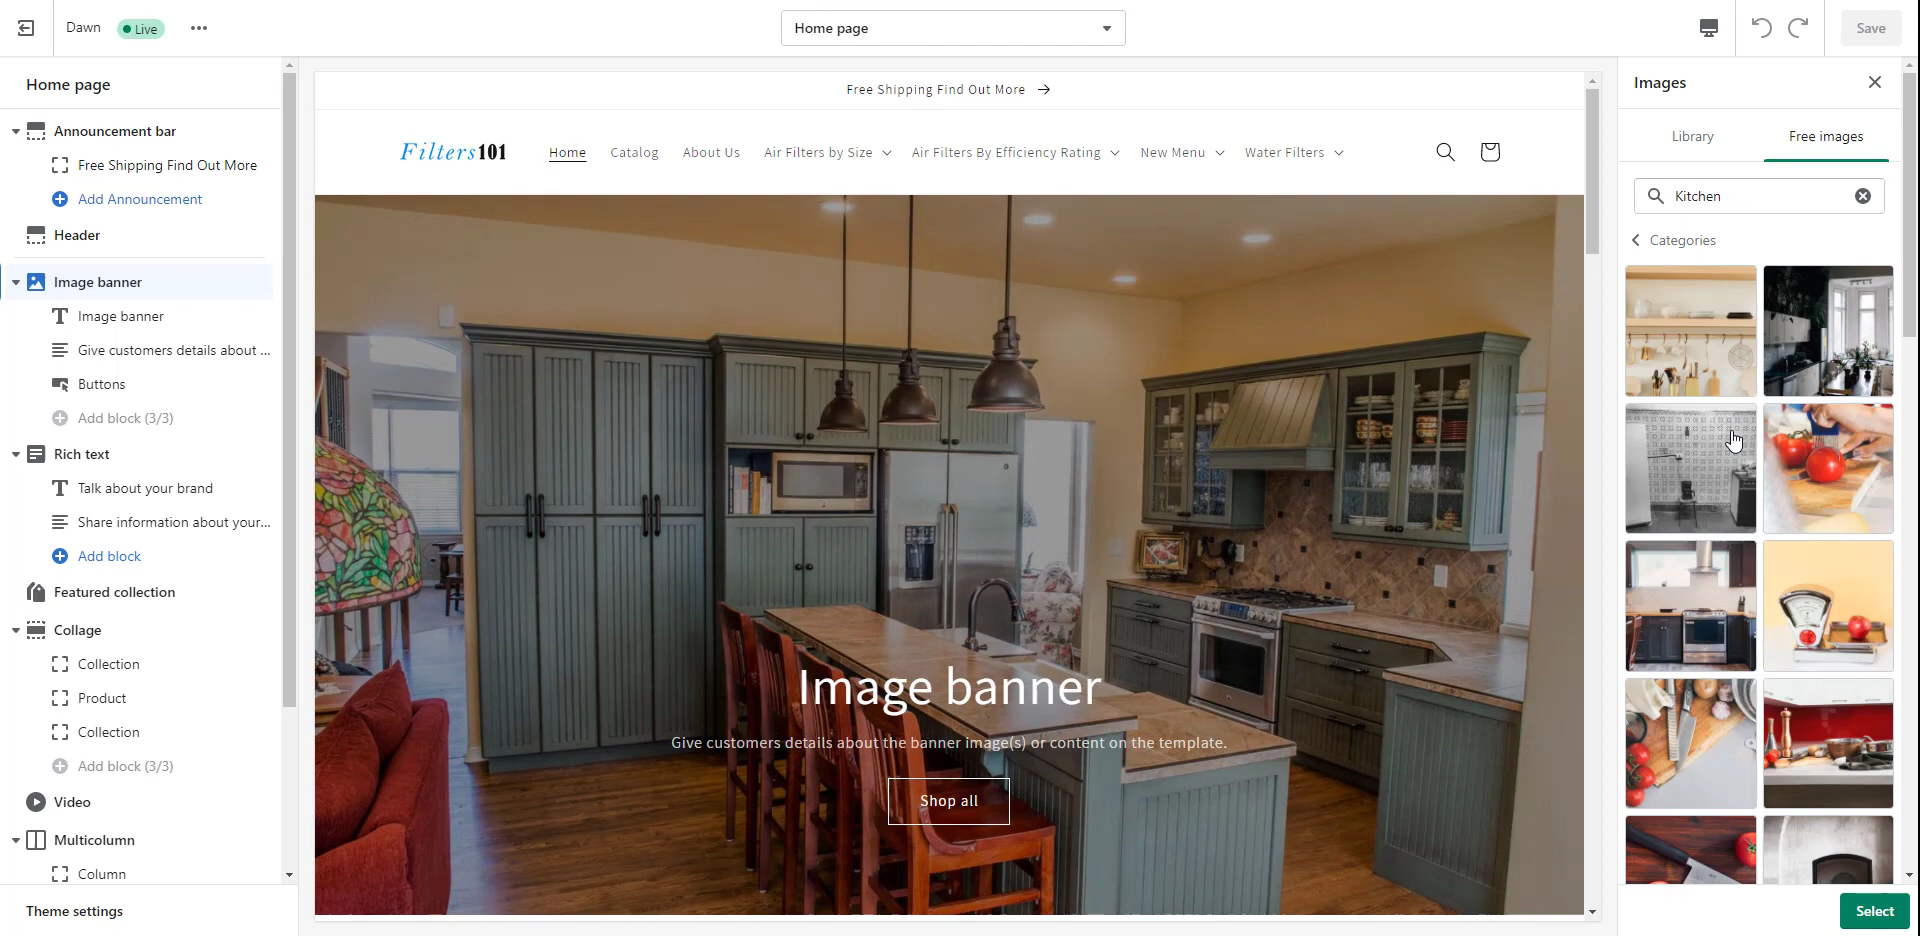 Dawn
Live
Home page
Save
Home page
Announcement bar
Free Shipping Find Out More
Add Announcement
Header
Image banner
Image banner
Give customers details about ...
Buttons
Add block (3/3)
Rich text
Talk about your brand
Share information about your...
Add block
Featured collection
Collage
Collection
Product
Collection
Add block (3/3)
Video
Multicolumn
Column
Theme settings
Free Shipping Find Out More →
Filters101
Home
Catalog
About Us
Air Filters by Size
Air Filters By Efficiency Rating
New Menu
Water Filters
Image banner
Give customers details about the banner image(s) or content on the template.
Shop all
Images
Library
Free images
Kitchen
Categories
Select